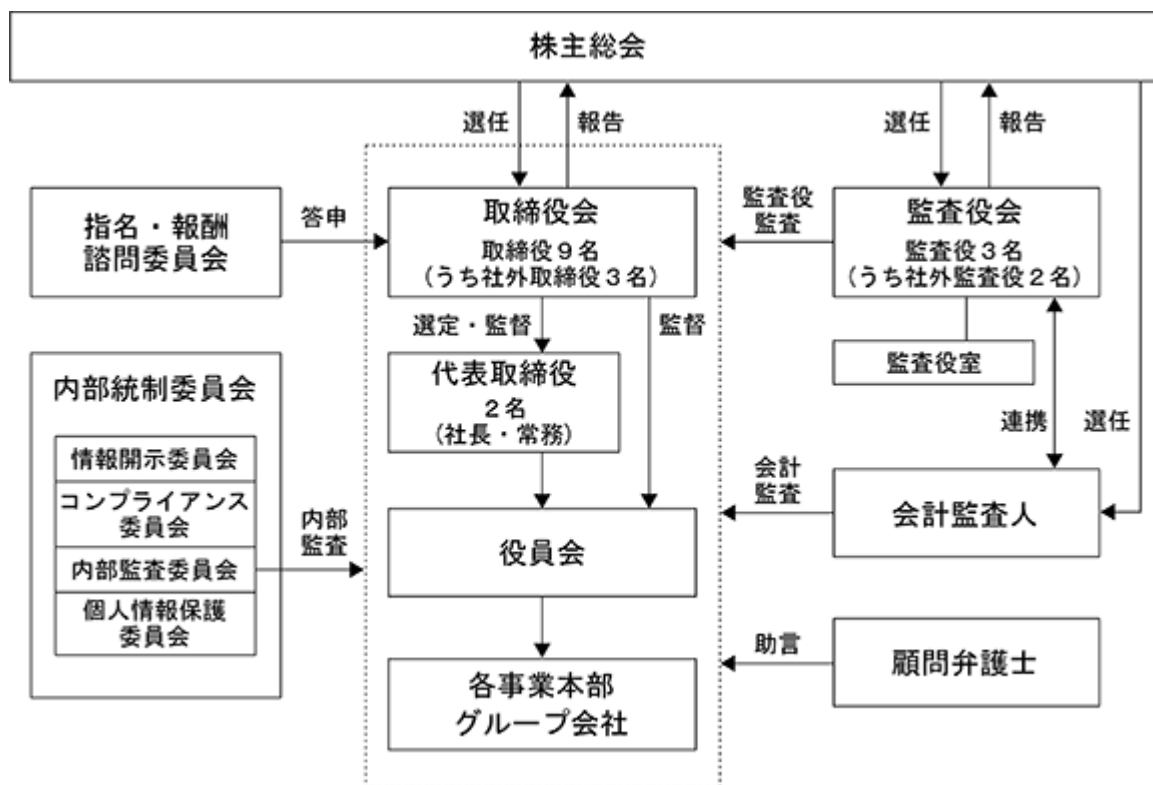 株主総会
選任
報告
選任
報告
指名・報酬
諮問委員会
答申
取締役会
取締役９名
（うち社外取締役３名）
監査役
監査
監査役会
監査役３名
（うち社外監査役２名）
選定・監督
監督
監査役室
代表取締役
２名
（社長・常務）
内部統制委員会
情報開示委員会
コンプライアンス
委員会
内部監査委員会
個人情報保護
委員会
内部
監査
連携
選任
会計
監査
会計監査人
役員会
助言
顧問弁護士
各事業本部
グループ会社